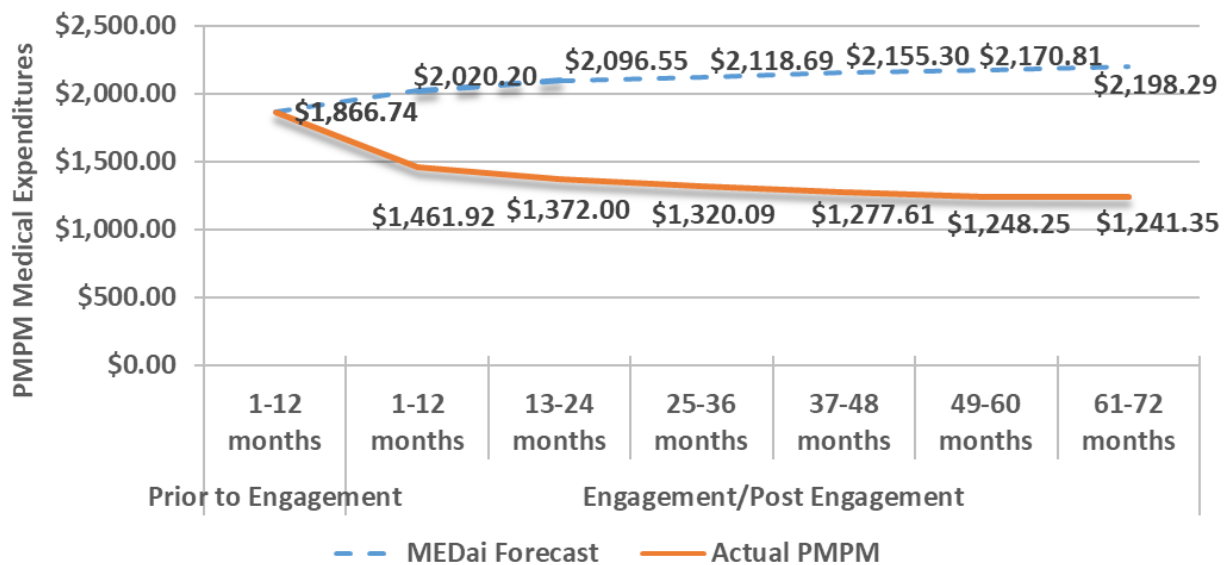 PMPM Medical Expenditures
$2,500.00
$2,000.00
$1,500.00
$1,000.00
$500.00
$0.00
$1,866.74
$2,020.20
$2,096.55
$2,118.69
$2,155.30
$2,170.81
$2,198.29
$1,461.92
$1,372.00
$1,320.09
$1,277.61
$1,248.25
$1,241.35
1-12
months
1-12
months
13-24
months
25-36
months
37-48
months
49-60
months
61-72
months
Prior to Engagement
Engagement/Post Engagement
MEDai Forecast
Actual PMPM